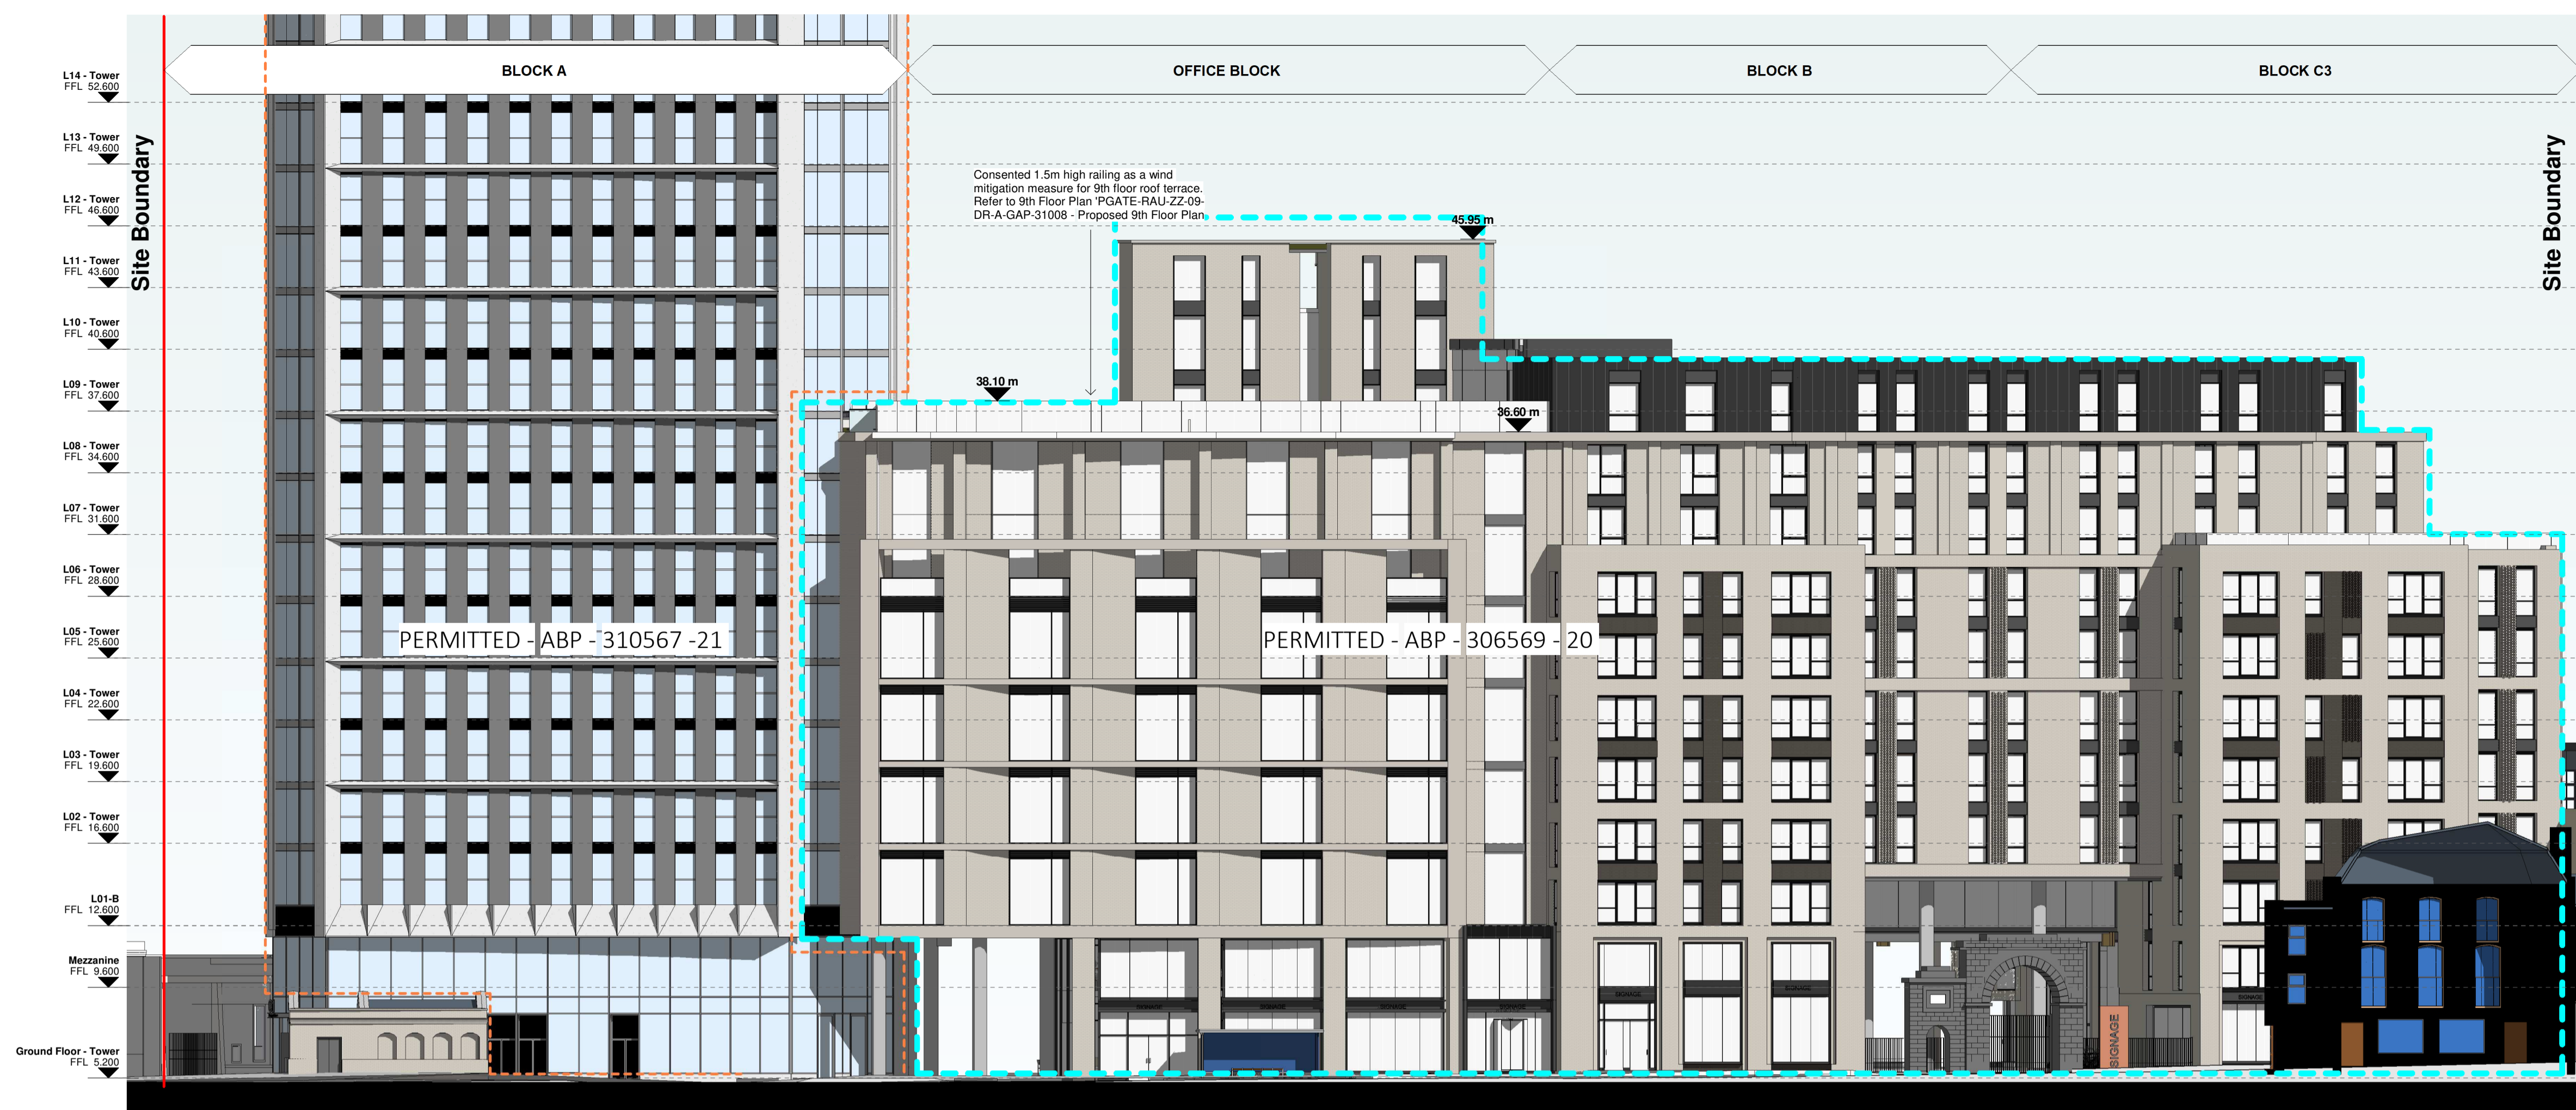 BLOCK A
OFFICE BLOCK
BLOCK B
BLOCK C3
L14 - Tower
FFL 52.600
L13 - Tower
FFL 49.600
L12 - Tower
FFL 46.600
L11 - Tower
FFL 43.600
L10 - Tower
FFL 40.600
L09 - Tower
FFL 37.600
L08 - Tower
FFL 34.600
L07 - Tower
FFL 31.600
L06 - Tower
FFL 28.600
L05 - Tower
FFL 25.600
L04 - Tower
FFL 22.600
L03 - Tower
FFL 19.600
L02 - Tower
FFL 16.600
L01-B
FFL 12.600
Mezzanine
FFL 9.600
Ground Floor - Tower
FFL 5.200
Site Boundary
Consented 1.5m high railing as a wind
mitigation measure for 9th floor roof terrace.
Refer to 9th Floor Plan 'PGATE-RAU-ZZ-09-
DR-A-GAP-31008 - Proposed 9th Floor Plan
45.95 m
38.10 m
36.60 m
Site Boundary
PERMITTED - ABP - 310567 -21
PERMITTED - ABP - 306569 - 20
SIGNAGE
SIGNAGE
SIGNAGE
SIGNAGE
SIGNAGE
SIGNAGE
SIGNAGE
SIGNAGE